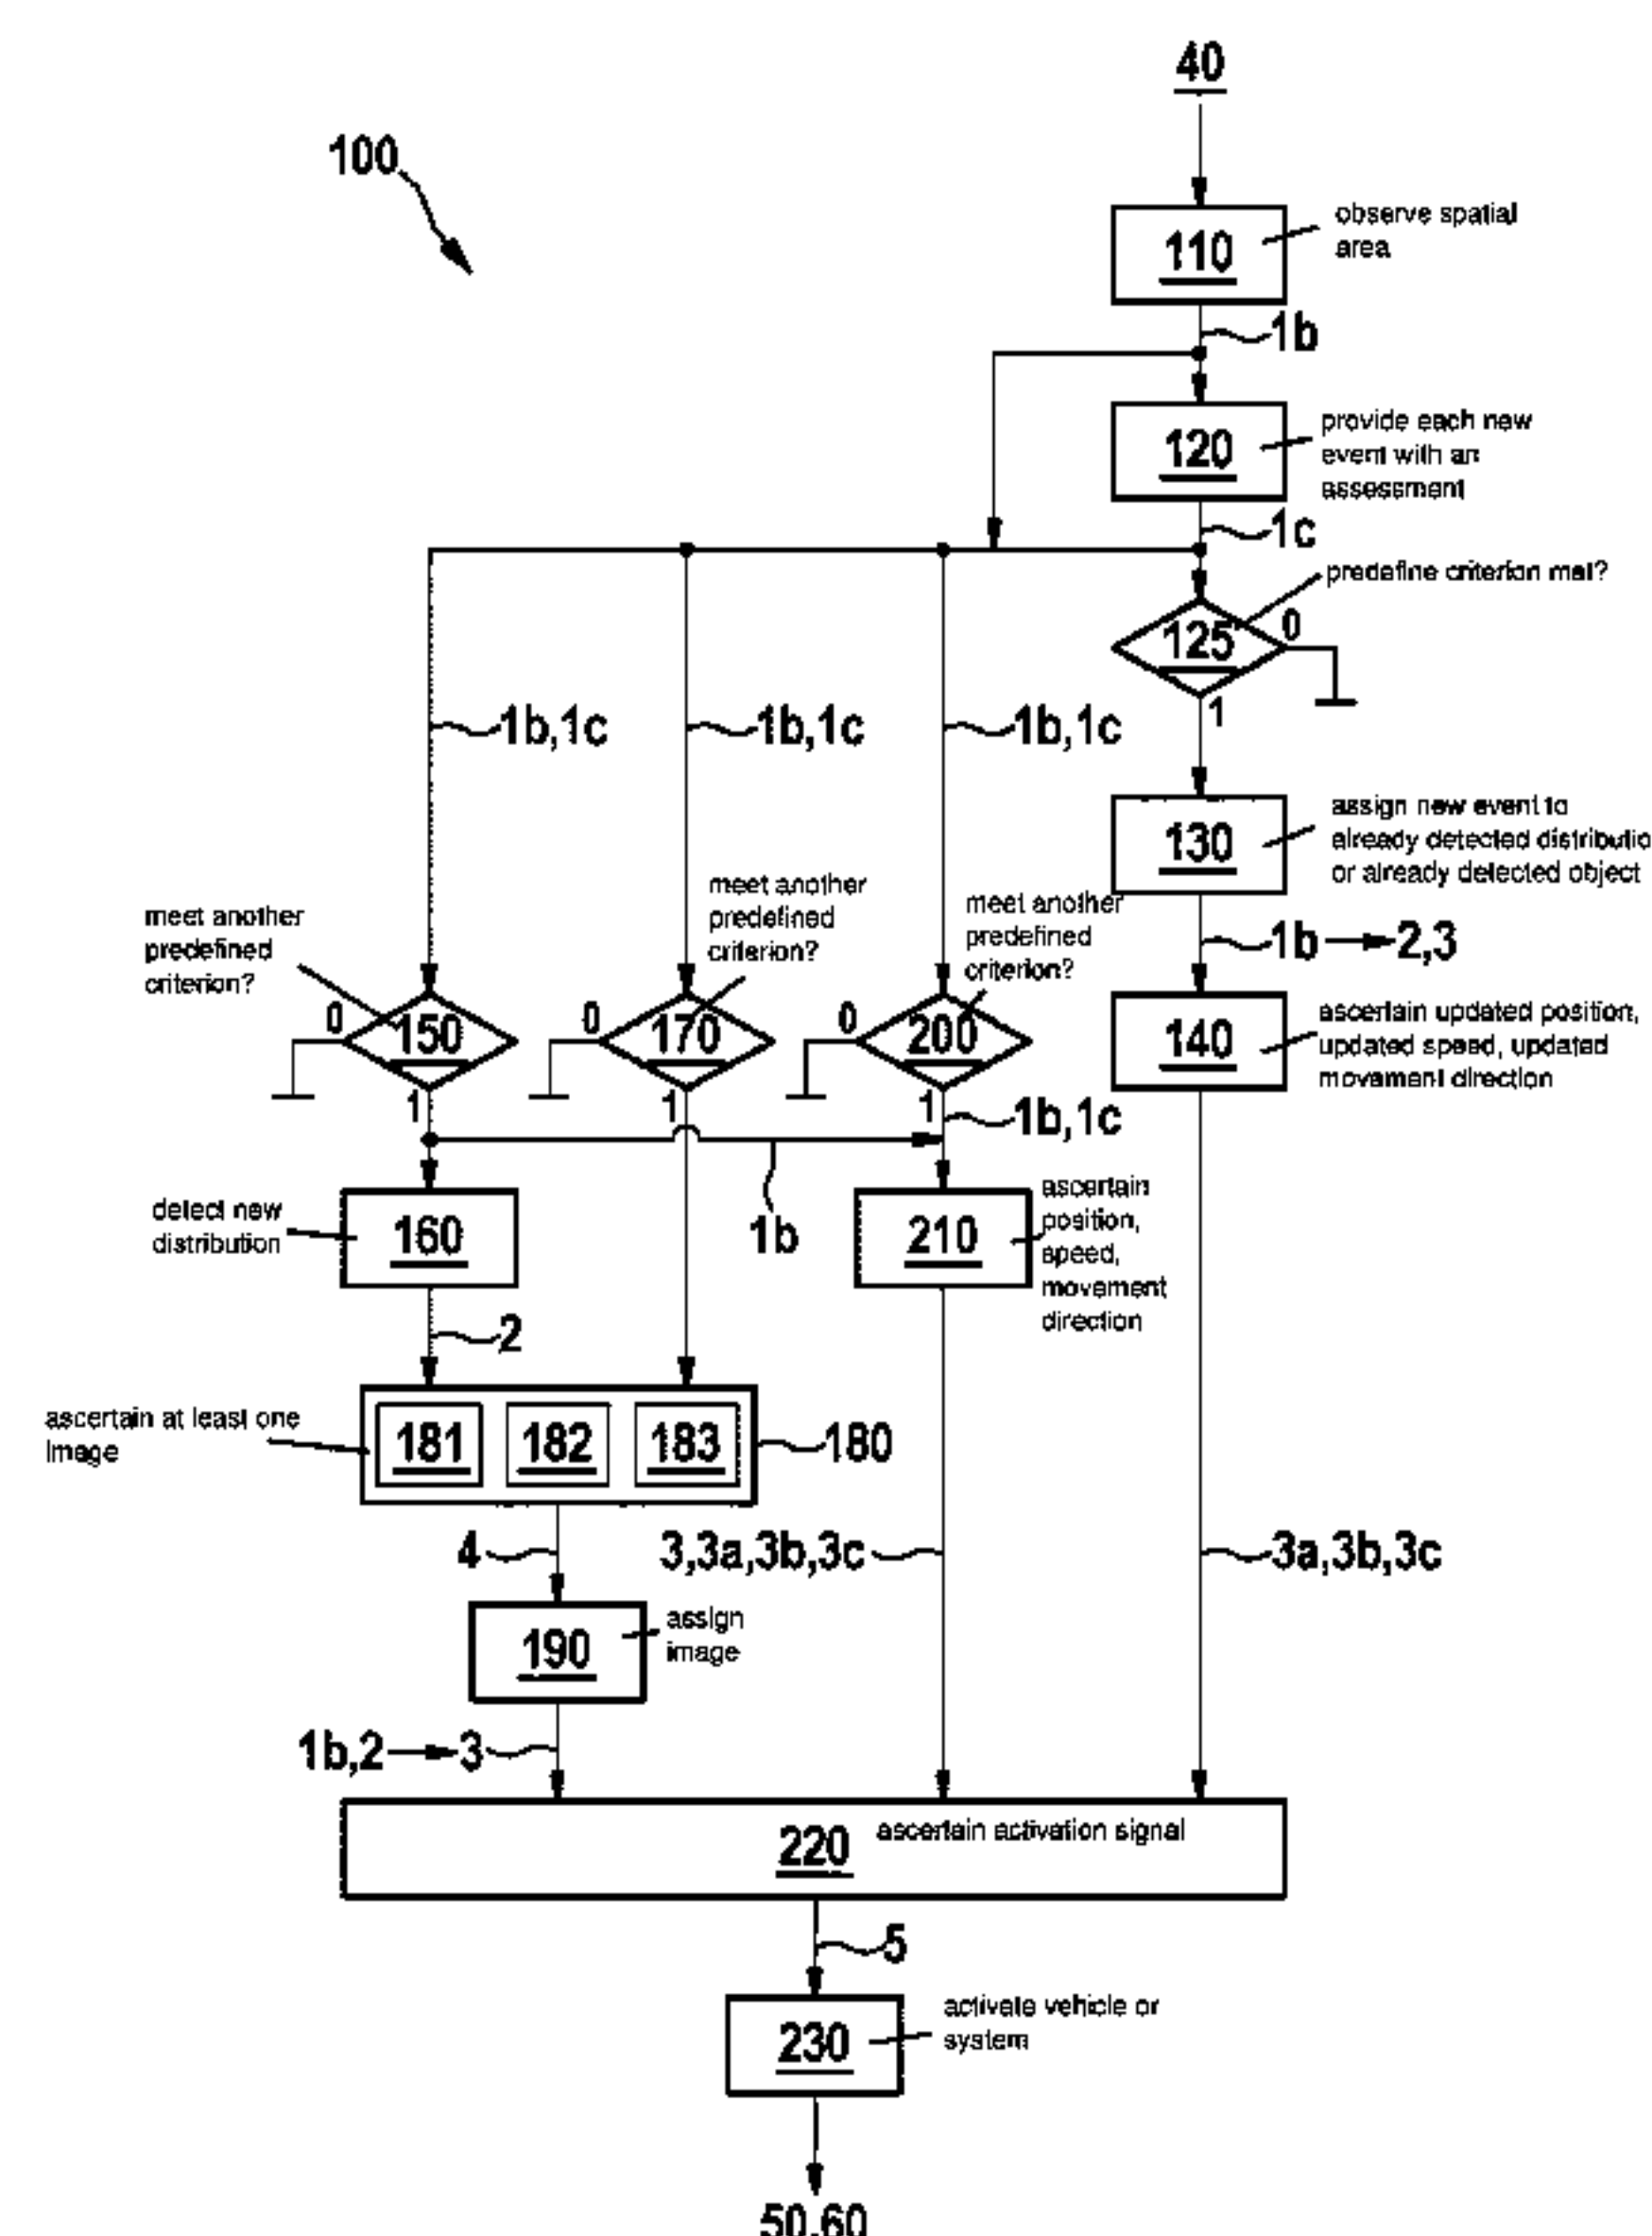 40
100
110
observe spatial
area
1b
120
provide each new
event with an
assessment
1c
predefine criterion met?
125
0
1
1b,1c
1b,1c
1b,1c
130
assign new event to
already detected distributio
or already detected object
1b 2,3
meet another
predefined
criterion?
meet another
predefined
criterion?
meet another
predefined
criterion?
0
150
1
0
170
1
0
200
1
140
ascertain updated position,
updated speed, updated
movement direction
1b,1c
1b
detect new
distribution
160
210
ascertain
position,
speed,
movement
direction
2
ascertain at least one
image
181
182
183
180
4
3,3a,3b,3c
3a,3b,3c
190
assign
image
1b,2 3
220
ascertain activation signal
5
230
activate vehicle or
system
50,60